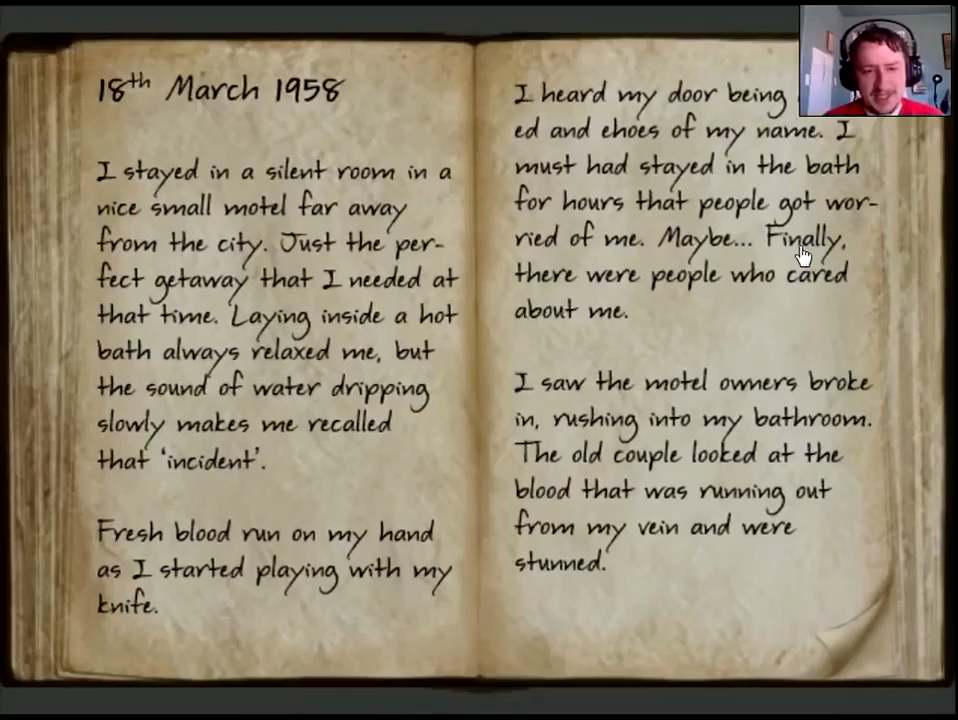 18th March 1958
I stayed in a silent room in a
nice small motel far away
from the city. Just the per-
fect getaway that I needed at
that time. Laying inside a hot
bath always relaxed me, but
the sound of water dripping
slowly makes me recalled
that 'incident'.
Fresh blood run on my hand
as I started playing with my
knife.
I heard my door being
ed and ehoes of my name. I
must had stayed in the bath
for hours that people got wor-
ried of me. Maybe... Finally,
there were people who cared
about me.
I saw the motel owners broke
in, rushing into my bathroom.
The old couple looked at the
blood that was running out
from my vein and were
stunned.